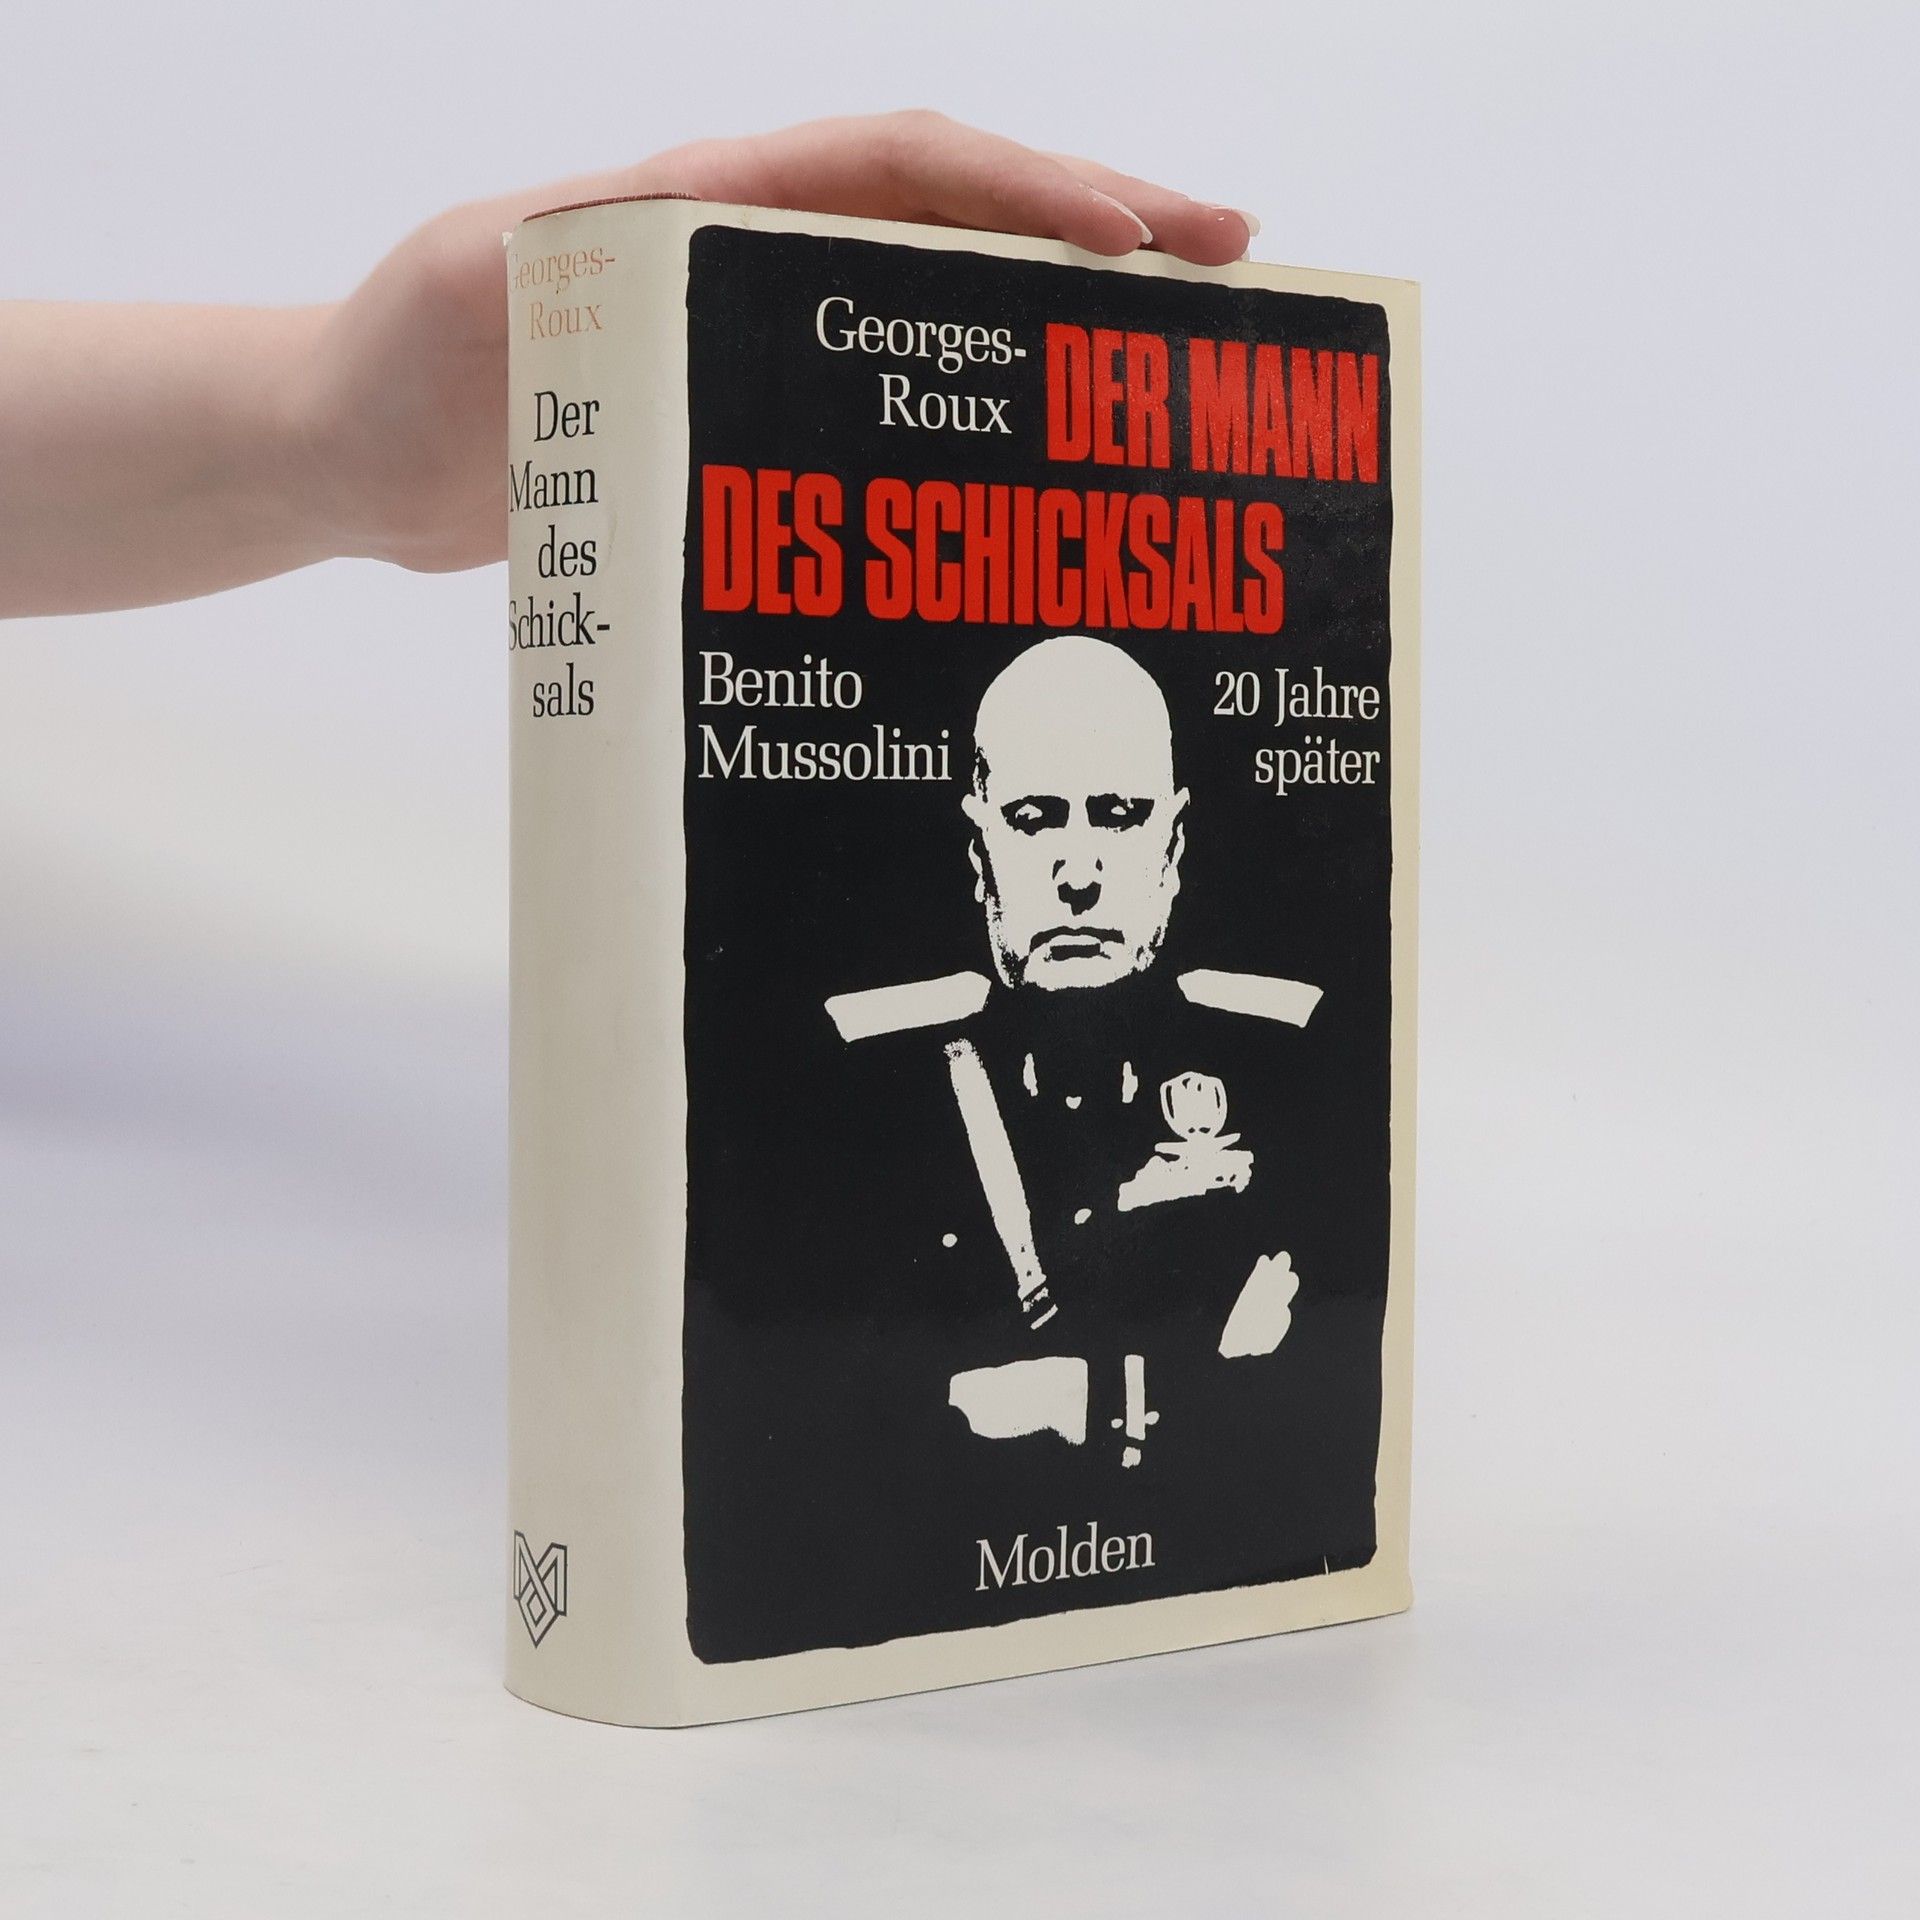 Georges-
Roux
Der
Mann
des
Schick-
sals
Georges-
Roux
DER MANN
DES SCHICKSALS
Benito
Mussolini
20 Jahre
später
Molden